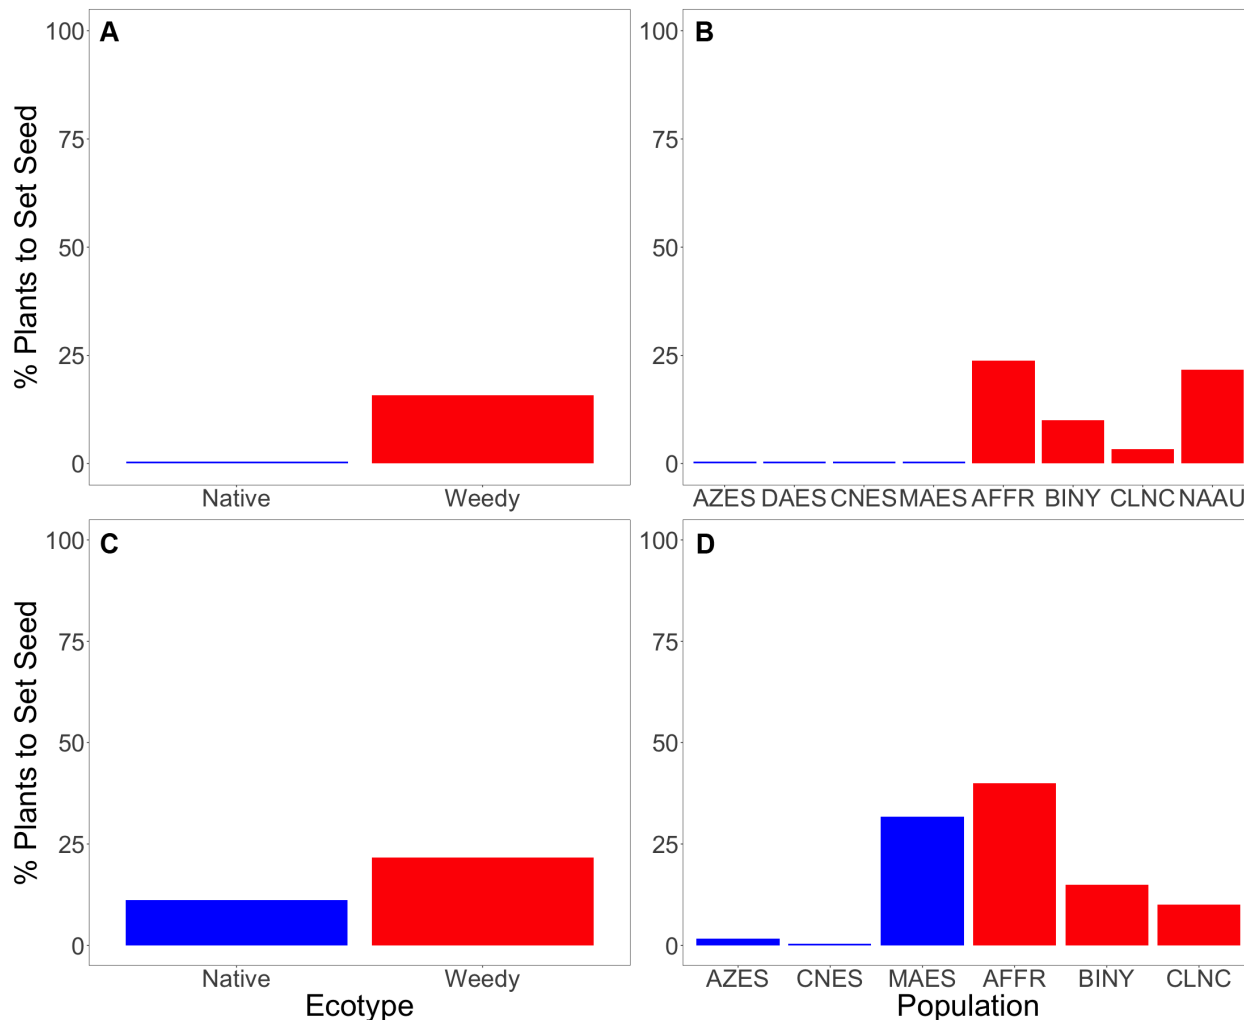 A
B
% Plants to Set Seed
100
75
50
25
0
100
75
50
25
0
Native Weedy
AZES DAES CNES MAES AFFR BINY CLNC NAAU
C
D
% Plants to Set Seed
100
75
50
25
0
100
75
50
25
0
Native Weedy
AZES CNES MAES AFFR BINY CLNC
Ecotype
Population